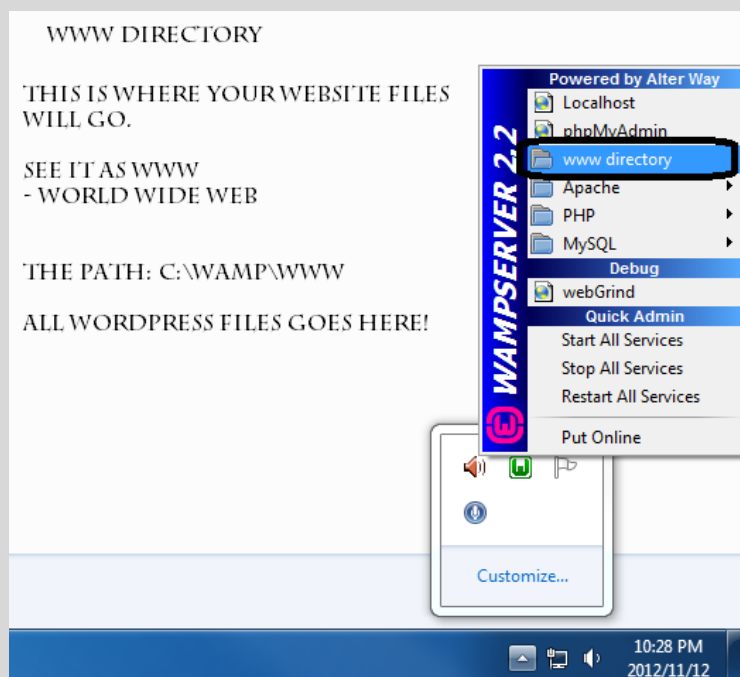 WWW DIRECTORY
THIS IS WHERE YOUR WEBSITE FILES
WILL GO.
SEE IT AS WWW
- WORLD WIDE WEB
THE PATH: C:\WAMP\WWW
ALL WORDPRESS FILES GOES HERE!
WAMPSERVER 2.2
Powered by Alter Way
Localhost
phpMyAdmin
www directory
Apache
PHP
MySQL
Debug
webGrind
Quick Admin
Start All Services
Stop All Services
Restart All Services
Put Online
Customize...
10:28 PM
2012/11/12